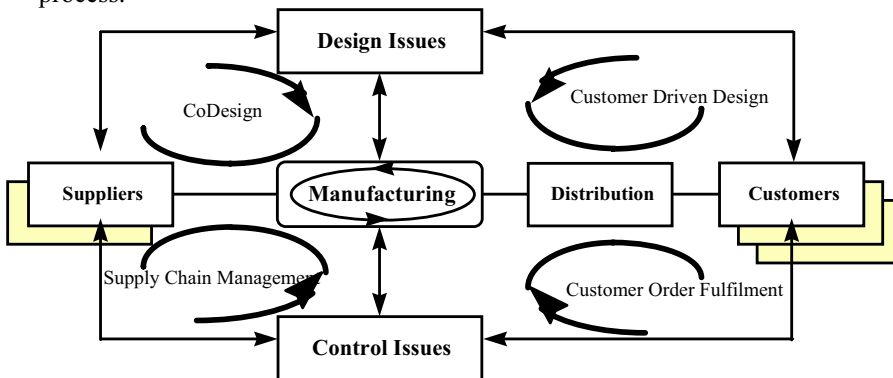 process.
Design Issues
CoDesign
Customer Driven Design
Suppliers
Manufacturing
Distribution
Customers
Supply Chain Management
Customer Order Fulfilment
Control Issues